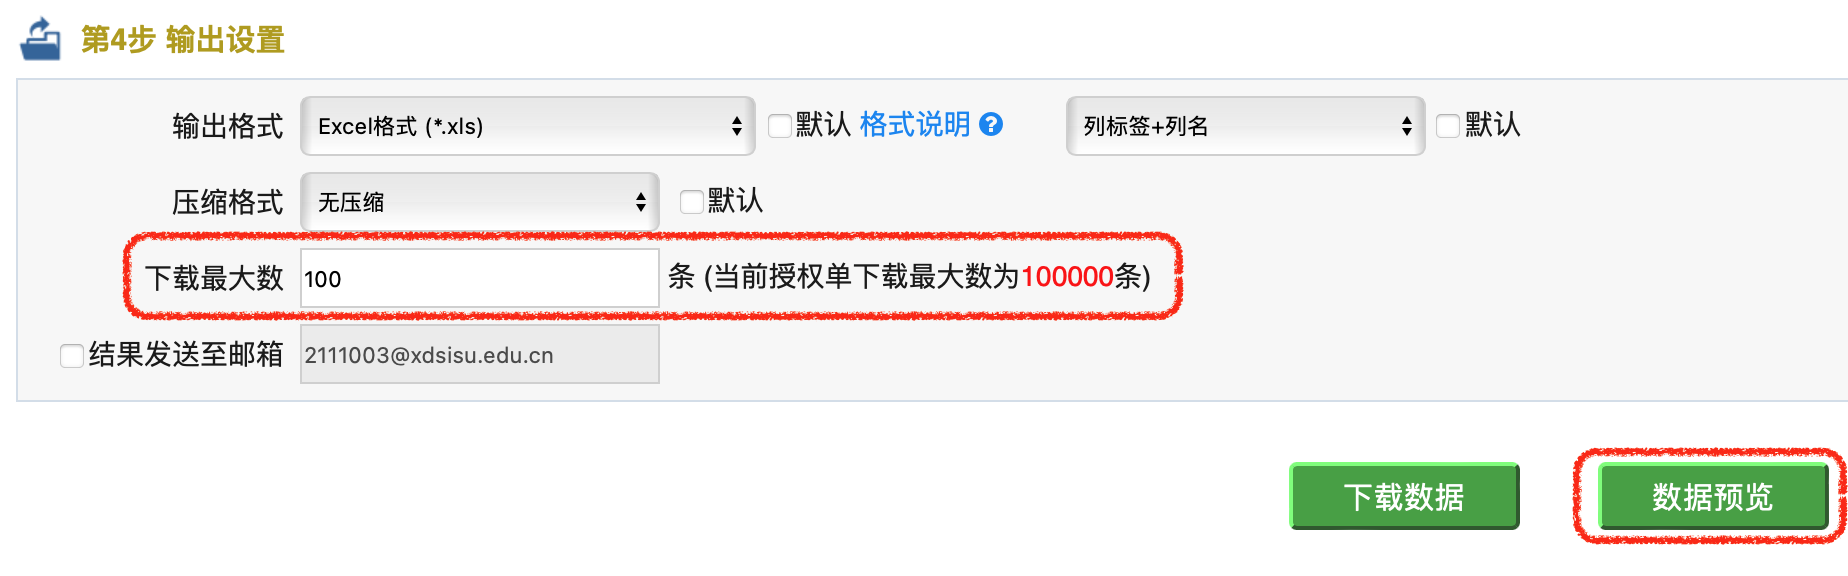 第4步 输出设置
输出格式 Excel格式 (*.xls) 默认 格式说明 ? 列标签+列名 默认
压缩格式 无压缩 默认
下载最大数 100 条 (当前授权单下载最大数为100000条)
结果发送至邮箱 2111003@xdsisu.edu.cn
下载数据 数据预览